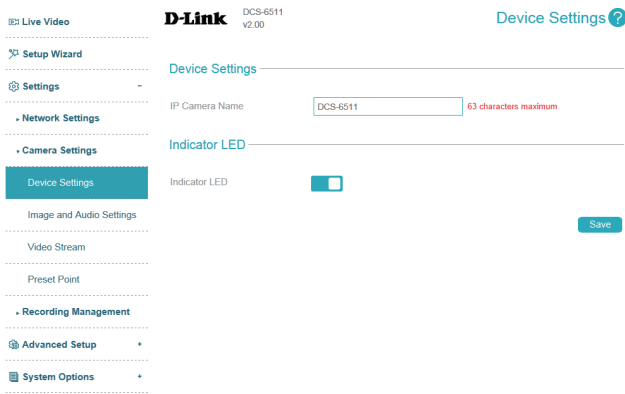 Live Video
Setup Wizard
Settings -
Network Settings
Camera Settings
Device Settings
Image and Audio Settings
Video Stream
Preset Point
Recording Management
Advanced Setup +
System Options +
D-Link DCS-6511
v2.00
Device Settings ?
Device Settings
IP Camera Name DCS-6511 63 characters maximum
Indicator LED
Indicator LED
Save